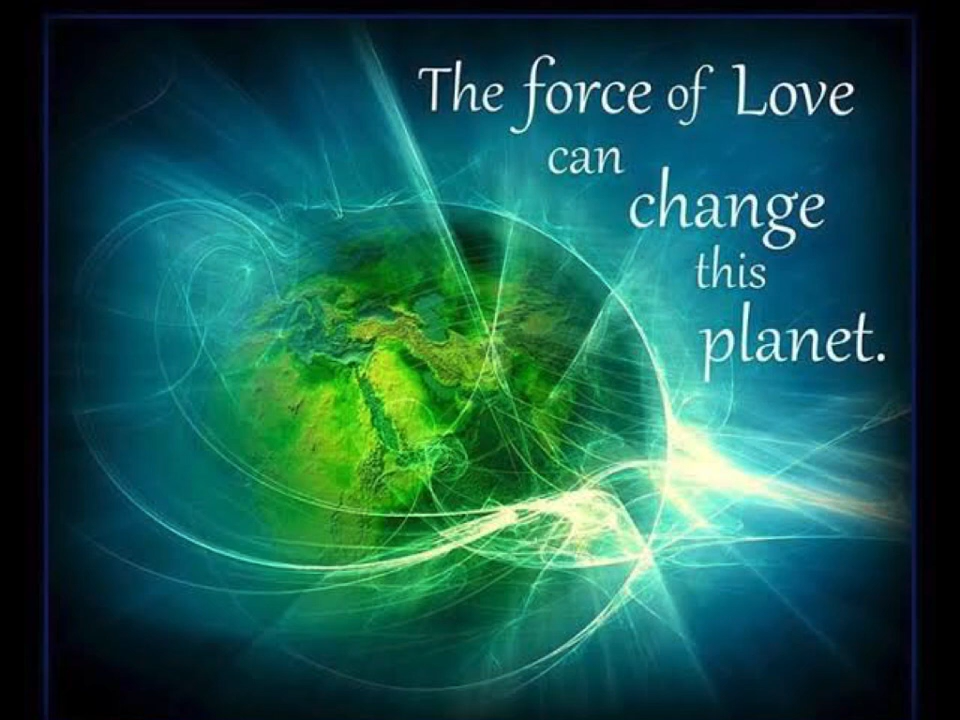 The force of Love
can
change
this
planet.